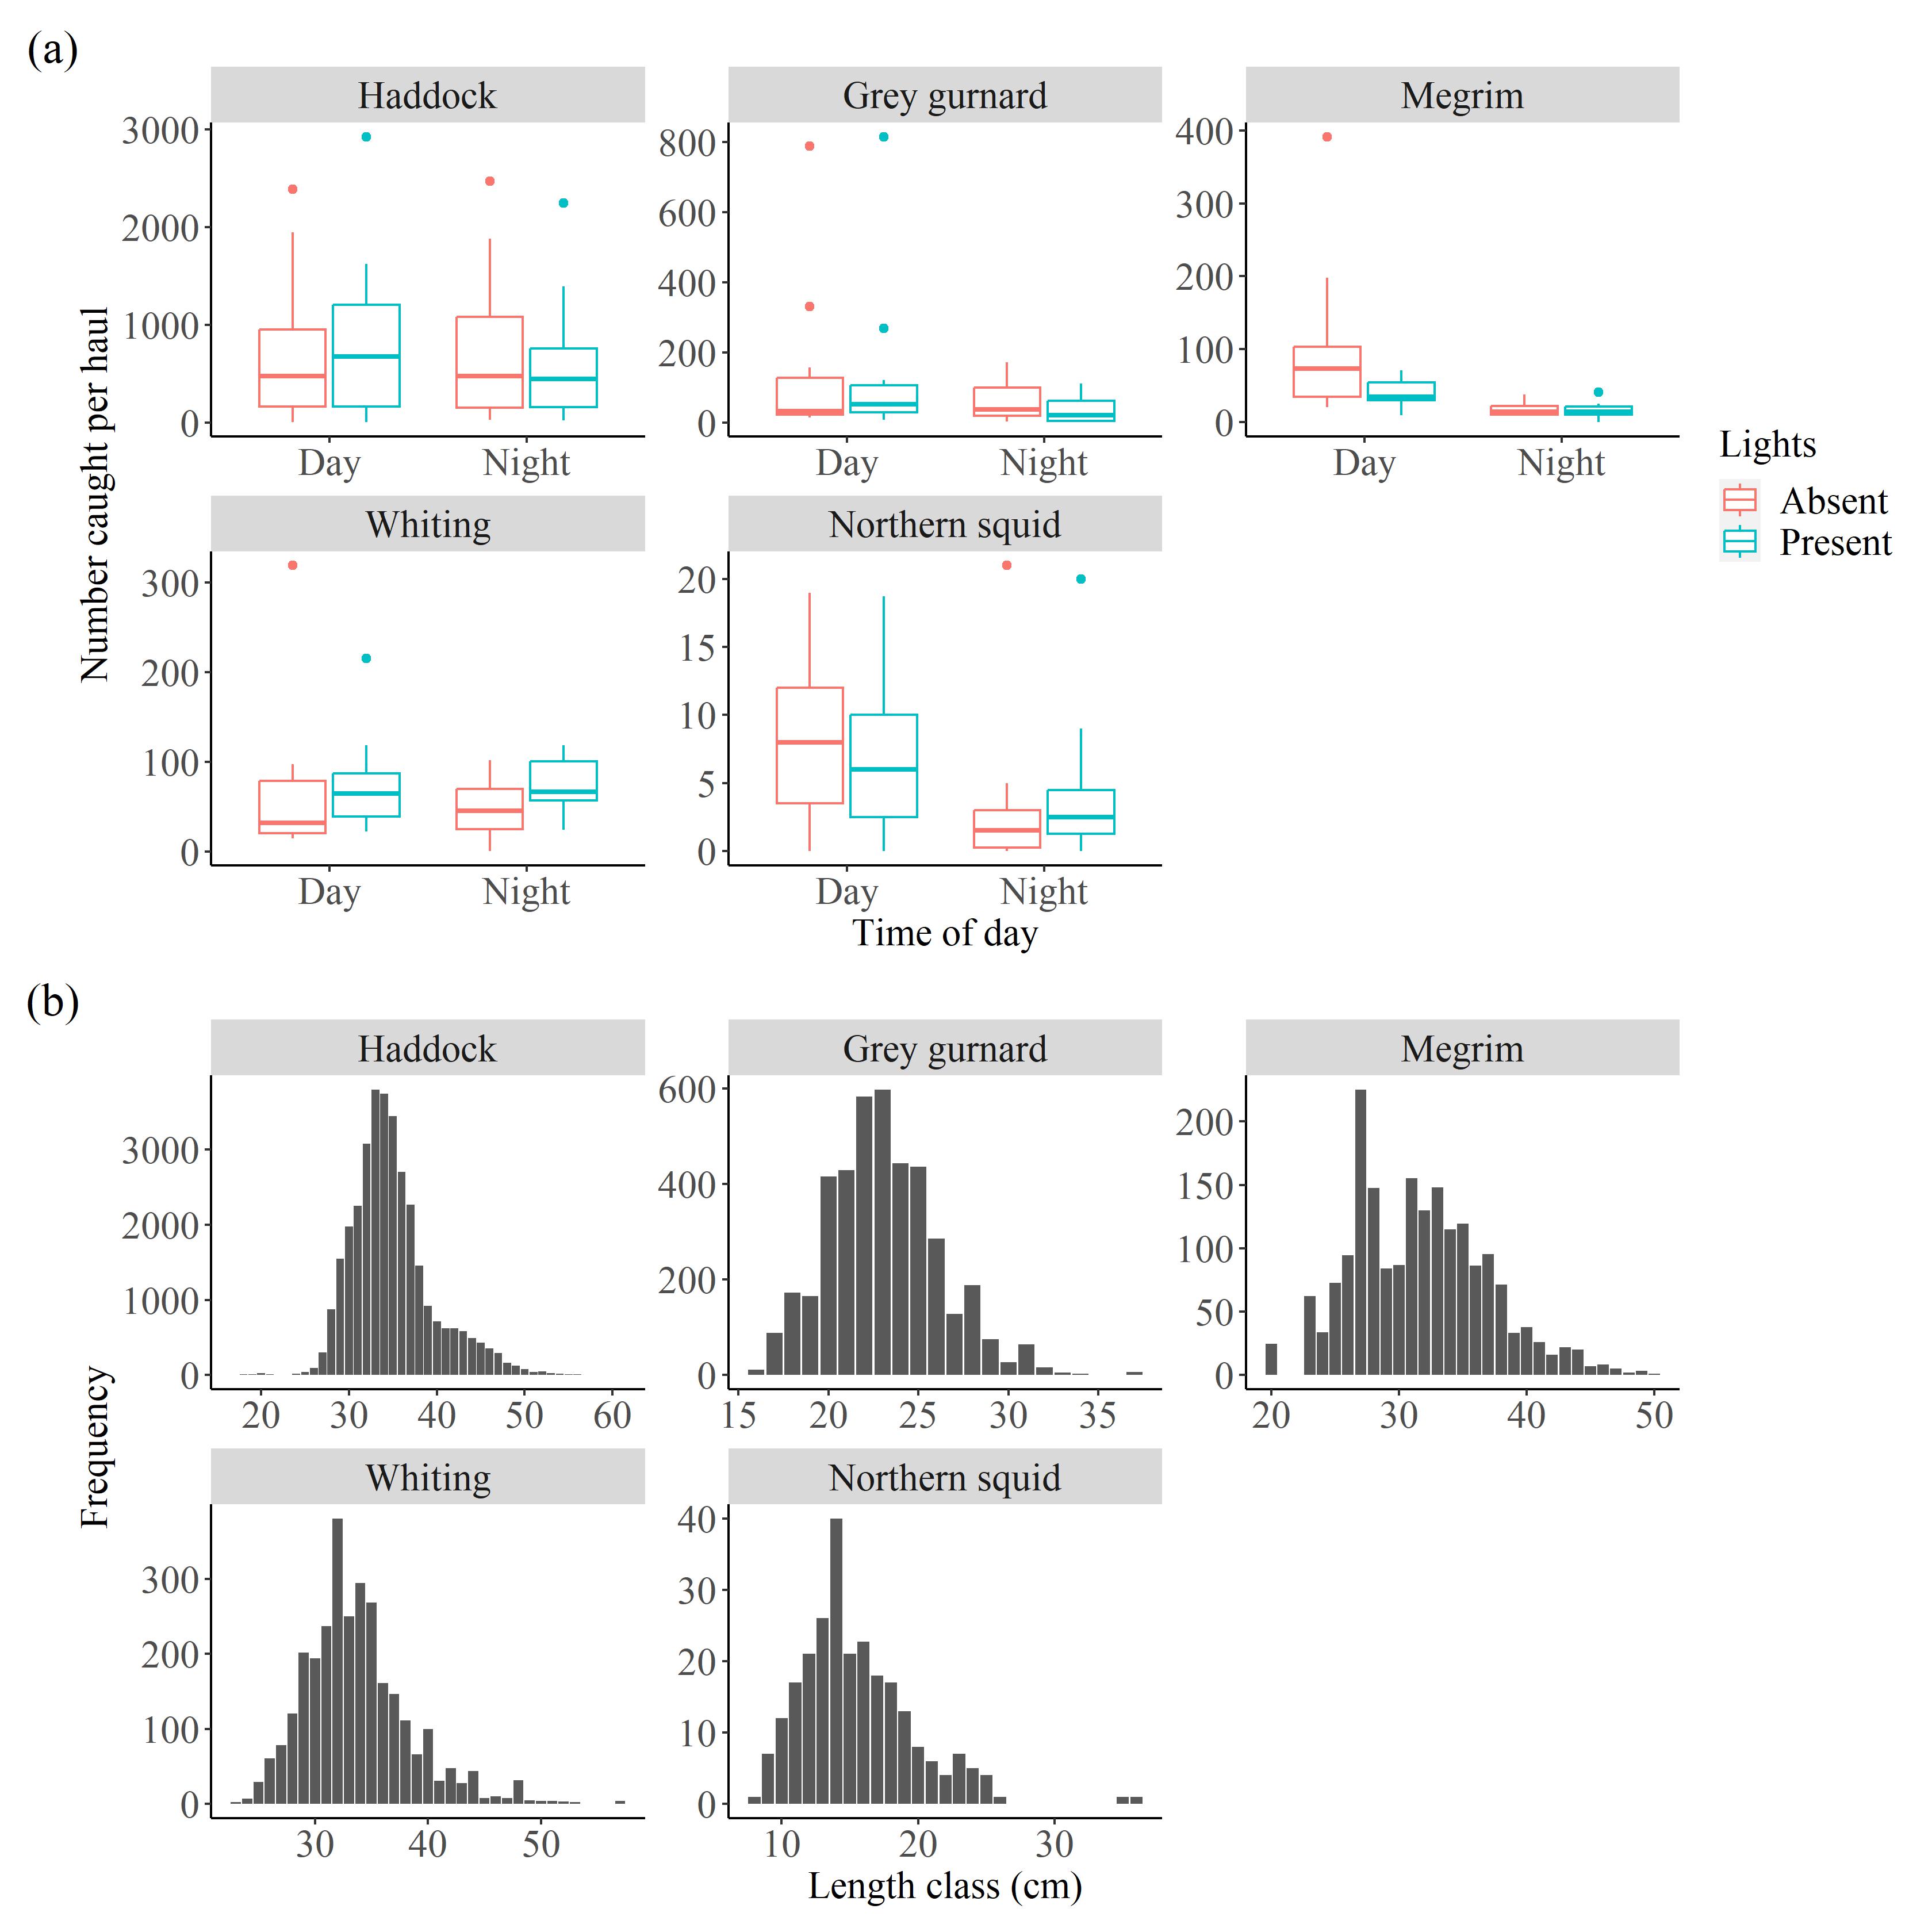 (a)
Haddock
Grey gurnard
Megrim
3000
2000
1000
0
800
600
400
200
0
400
300
200
100
0
Day
Night
Day
Night
Day
Night
Number caught per haul
Lights
Absent
Present
Whiting
Northern squid
300
200
100
0
20
15
10
5
0
Day
Night
Day
Night
Time of day
(b)
Haddock
Grey gurnard
Megrim
3000
2000
1000
0
600
400
200
0
200
150
100
50
0
20 30 40 50 60
15 20 25 30 35
20 30 40 50
Frequency
Whiting
Northern squid
300
200
100
0
40
30
20
10
0
30 40 50
10 20 30
Length class (cm)